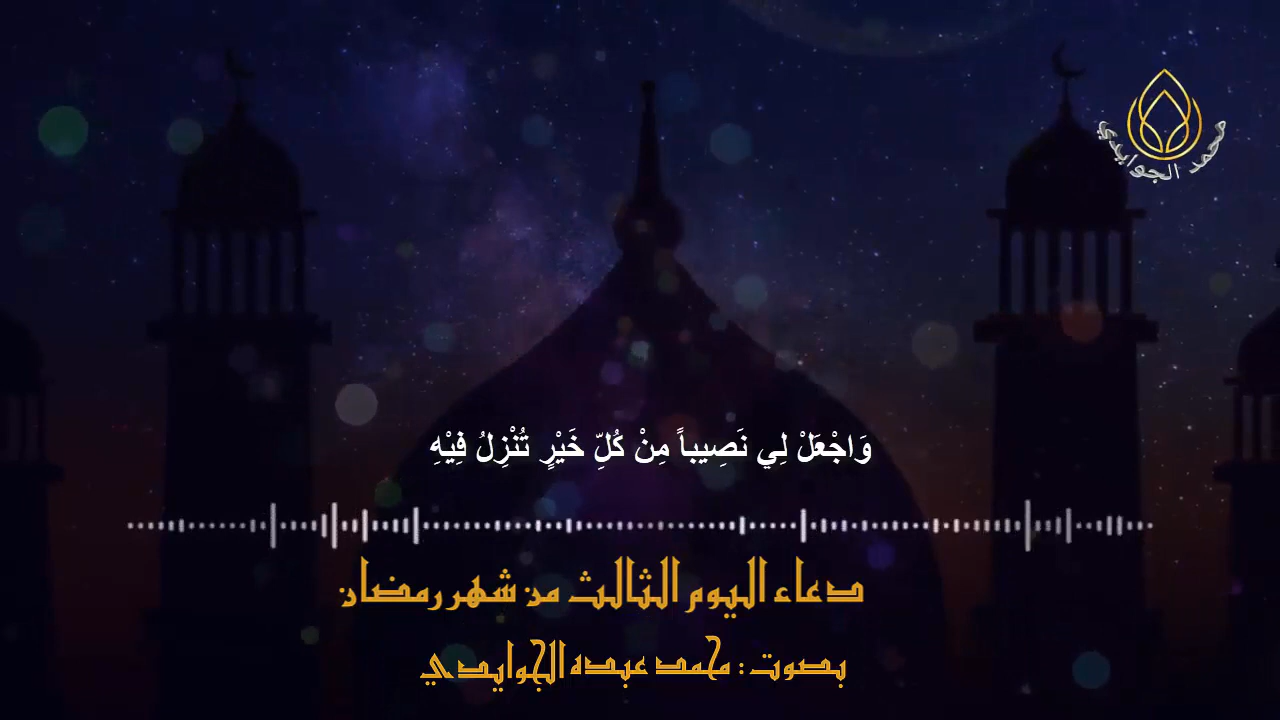 محمد الجوايدي
وَاجْعَلْ لِي نَصِيباً مِنْ كُلِّ خَيْرٍ تُنْزِلُ فِيْهِ
دعاء اليوم الثالث من شهر رمضان
بصوت : محمد عبده الجوايدي